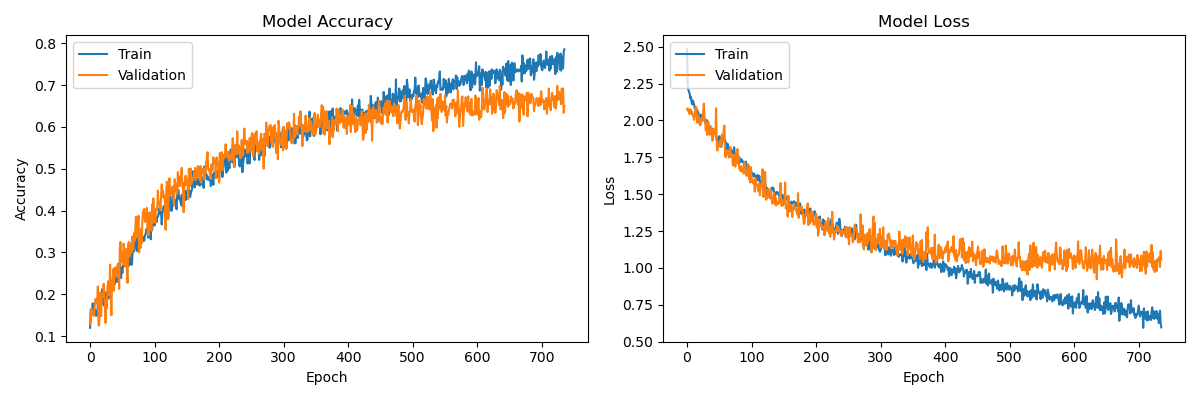 Model Accuracy
Train
Validation
Accuracy
0.8
0.7
0.6
0.5
0.4
0.3
0.2
0.1
0 100 200 300 400 500 600 700
Epoch
Model Loss
Train
Validation
Loss
2.50
2.25
2.00
1.75
1.50
1.25
1.00
0.75
0.50
0 100 200 300 400 500 600 700
Epoch